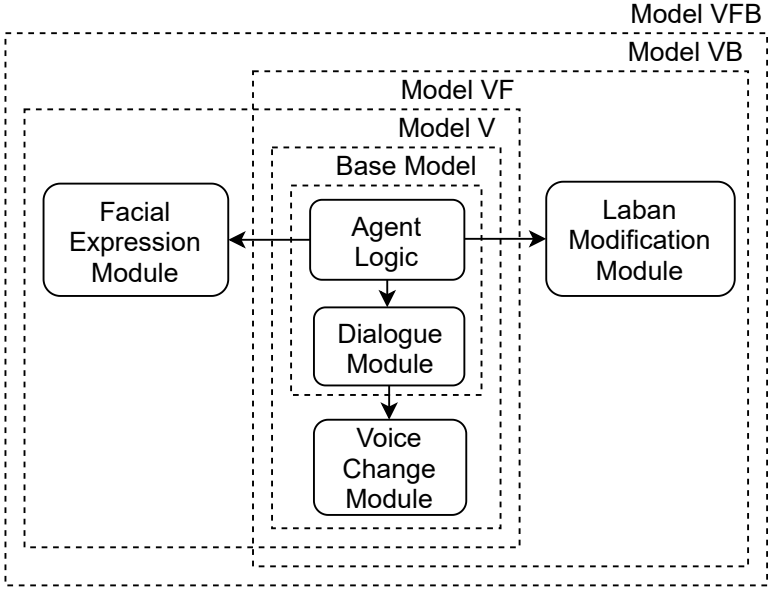 Model VFB
Model VB
Model VF
Model V
Base Model
Facial
Expression
Module
Agent
Logic
Laban
Modification
Module
Dialogue
Module
Voice
Change
Module